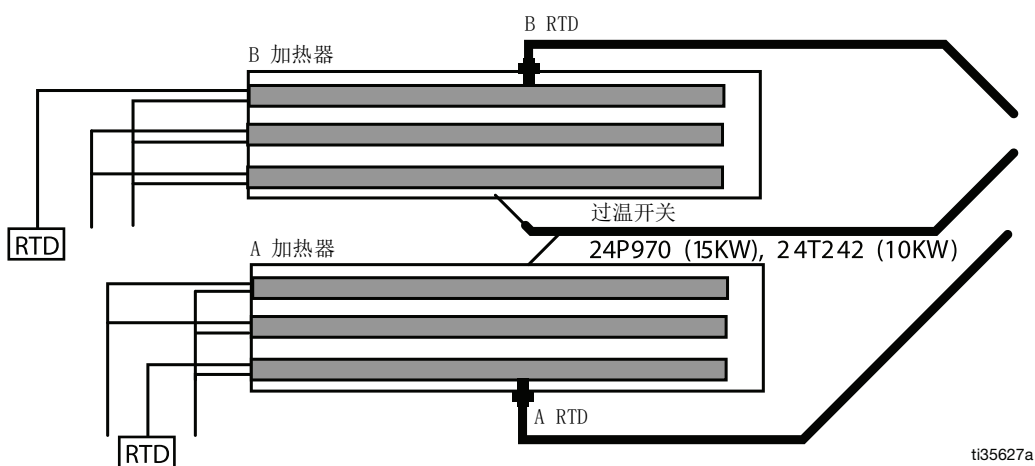 B RTD
B 加热器
RTD
过温开关
A 加热器
24P970 (15KW), 24T242 (10KW)
A RTD
RTD
ti35627a